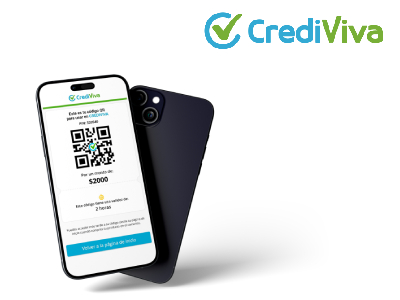 CrediViva
CrediViva
Este es tu código QR
para usar en CREDIVIVA
Por un monto de:
$2000
Este código tiene una validez de:
2 horas
Volver a la página de inicio